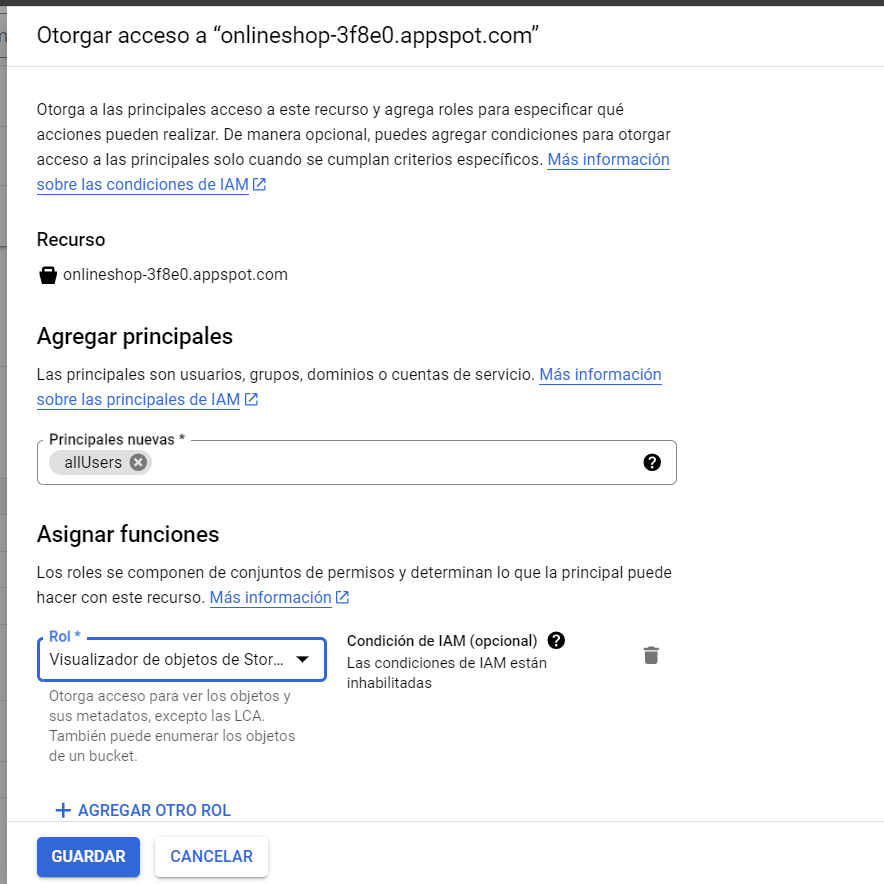 Otorgar acceso a “onlineshop-3f8e0.appspot.com”
Otorga a las principales acceso a este recurso y agrega roles para especificar qué
acciones pueden realizar. De manera opcional, puedes agregar condiciones para otorgar
acceso a las principales solo cuando se cumplan criterios específicos. Más información
sobre las condiciones de IAM
Recurso
onlineshop-3f8e0.appspot.com
Agregar principales
Las principales son usuarios, grupos, dominios o cuentas de servicio. Más información
sobre las principales de IAM
Principales nuevas *
allUsers
Asignar funciones
Los roles se componen de conjuntos de permisos y determinan lo que la principal puede
hacer con este recurso. Más información
Rol *
Visualizador de objetos de Stor...
Otorga acceso para ver los objetos y
sus metadatos, excepto las LCA.
También puede enumerar los objetos
de un bucket.
Condición de IAM (opcional)
Las condiciones de IAM están
inhabilitadas
+ AGREGAR OTRO ROL
GUARDAR
CANCELAR